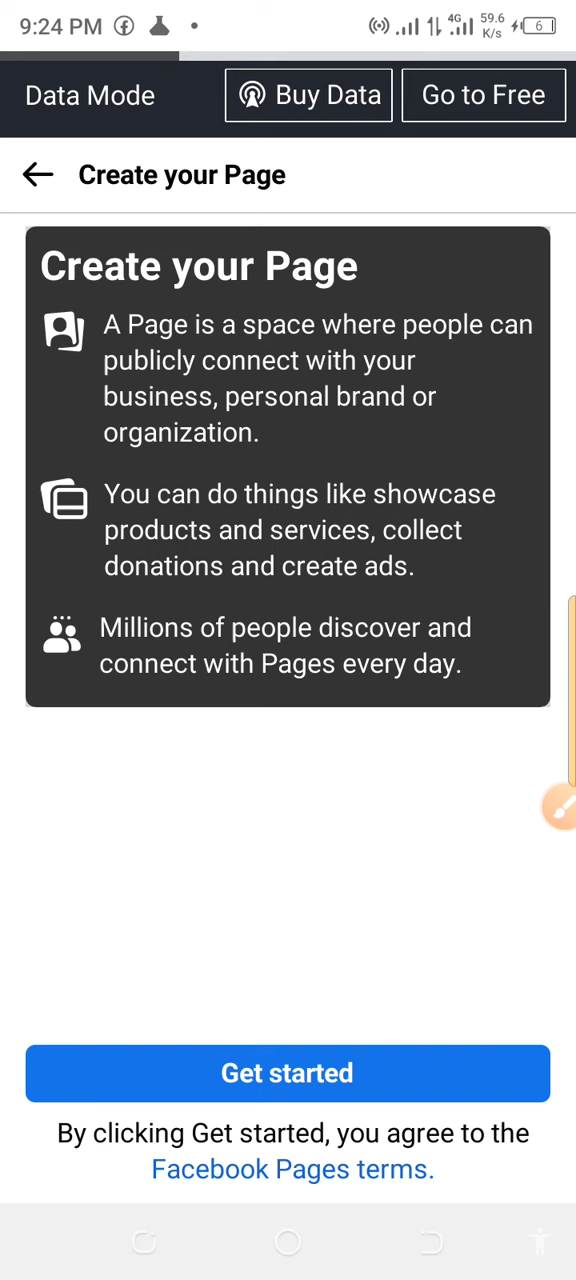 9:24 PM
4G
59.6
K/s
6
Data Mode
Buy Data
Go to Free
Create your Page
Create your Page
A Page is a space where people can
publicly connect with your
business, personal brand or
organization.
You can do things like showcase
products and services, collect
donations and create ads.
Millions of people discover and
connect with Pages every day.
Get started
By clicking Get started, you agree to the
Facebook Pages terms.